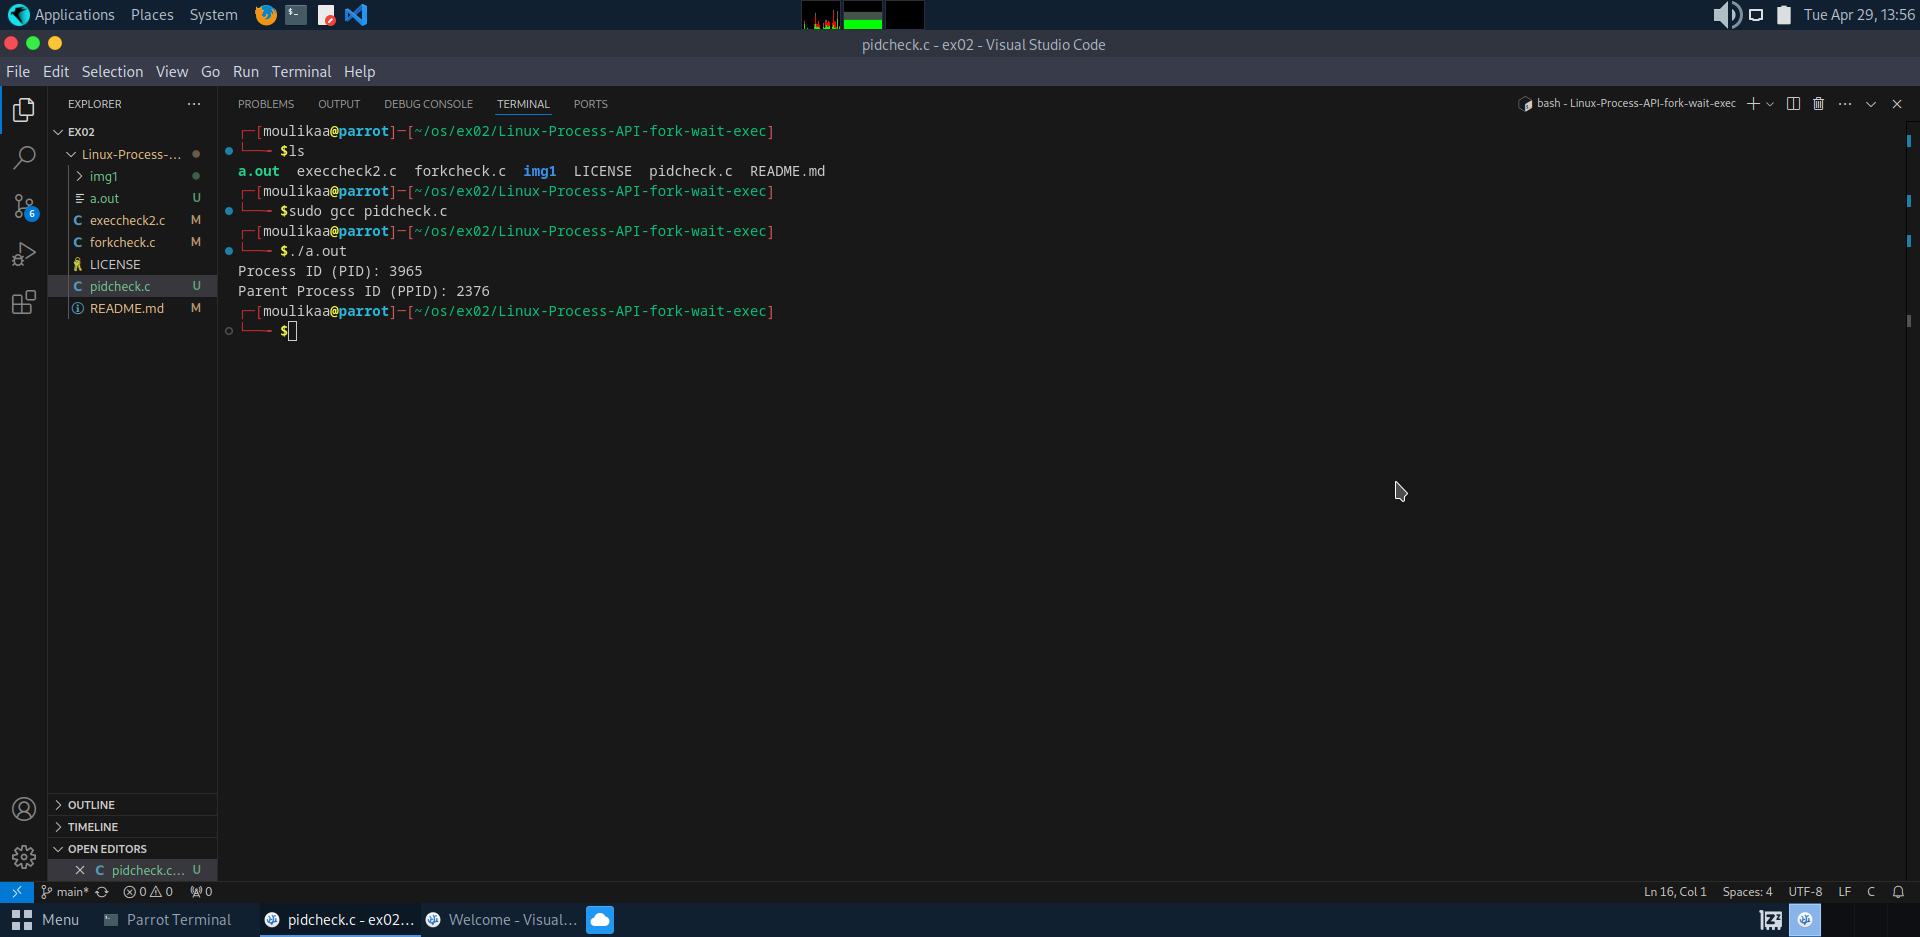 Applications Places System Tue Apr 29, 13:56
pidcheck.c - ex02 - Visual Studio Code
File Edit Selection View Go Run Terminal Help
EXPLORER ···
PROBLEMS OUTPUT DEBUG CONSOLE TERMINAL PORTS bash - Linux-Process-API-fork-wait-exec
EX02
Linux-Process-...
img1
a.out U
execcheck2.c M
forkcheck.c M
LICENSE
pidcheck.c U
README.md M
6
[moulikaa@parrot]─[~/os/ex02/Linux-Process-API-fork-wait-exec]
$ls
a.out execcheck2.c forkcheck.c img1 LICENSE pidcheck.c README.md
[moulikaa@parrot]─[~/os/ex02/Linux-Process-API-fork-wait-exec]
$sudo gcc pidcheck.c
[moulikaa@parrot]─[~/os/ex02/Linux-Process-API-fork-wait-exec]
$./a.out
Process ID (PID): 3965
Parent Process ID (PPID): 2376
[moulikaa@parrot]─[~/os/ex02/Linux-Process-API-fork-wait-exec]
$
OUTLINE
TIMELINE
OPEN EDITORS
pidcheck.c... U
main* 0 0 0 Ln 16, Col 1 Spaces: 4 UTF-8 LF C
Menu Parrot Terminal pidcheck.c - ex02... Welcome - Visual...